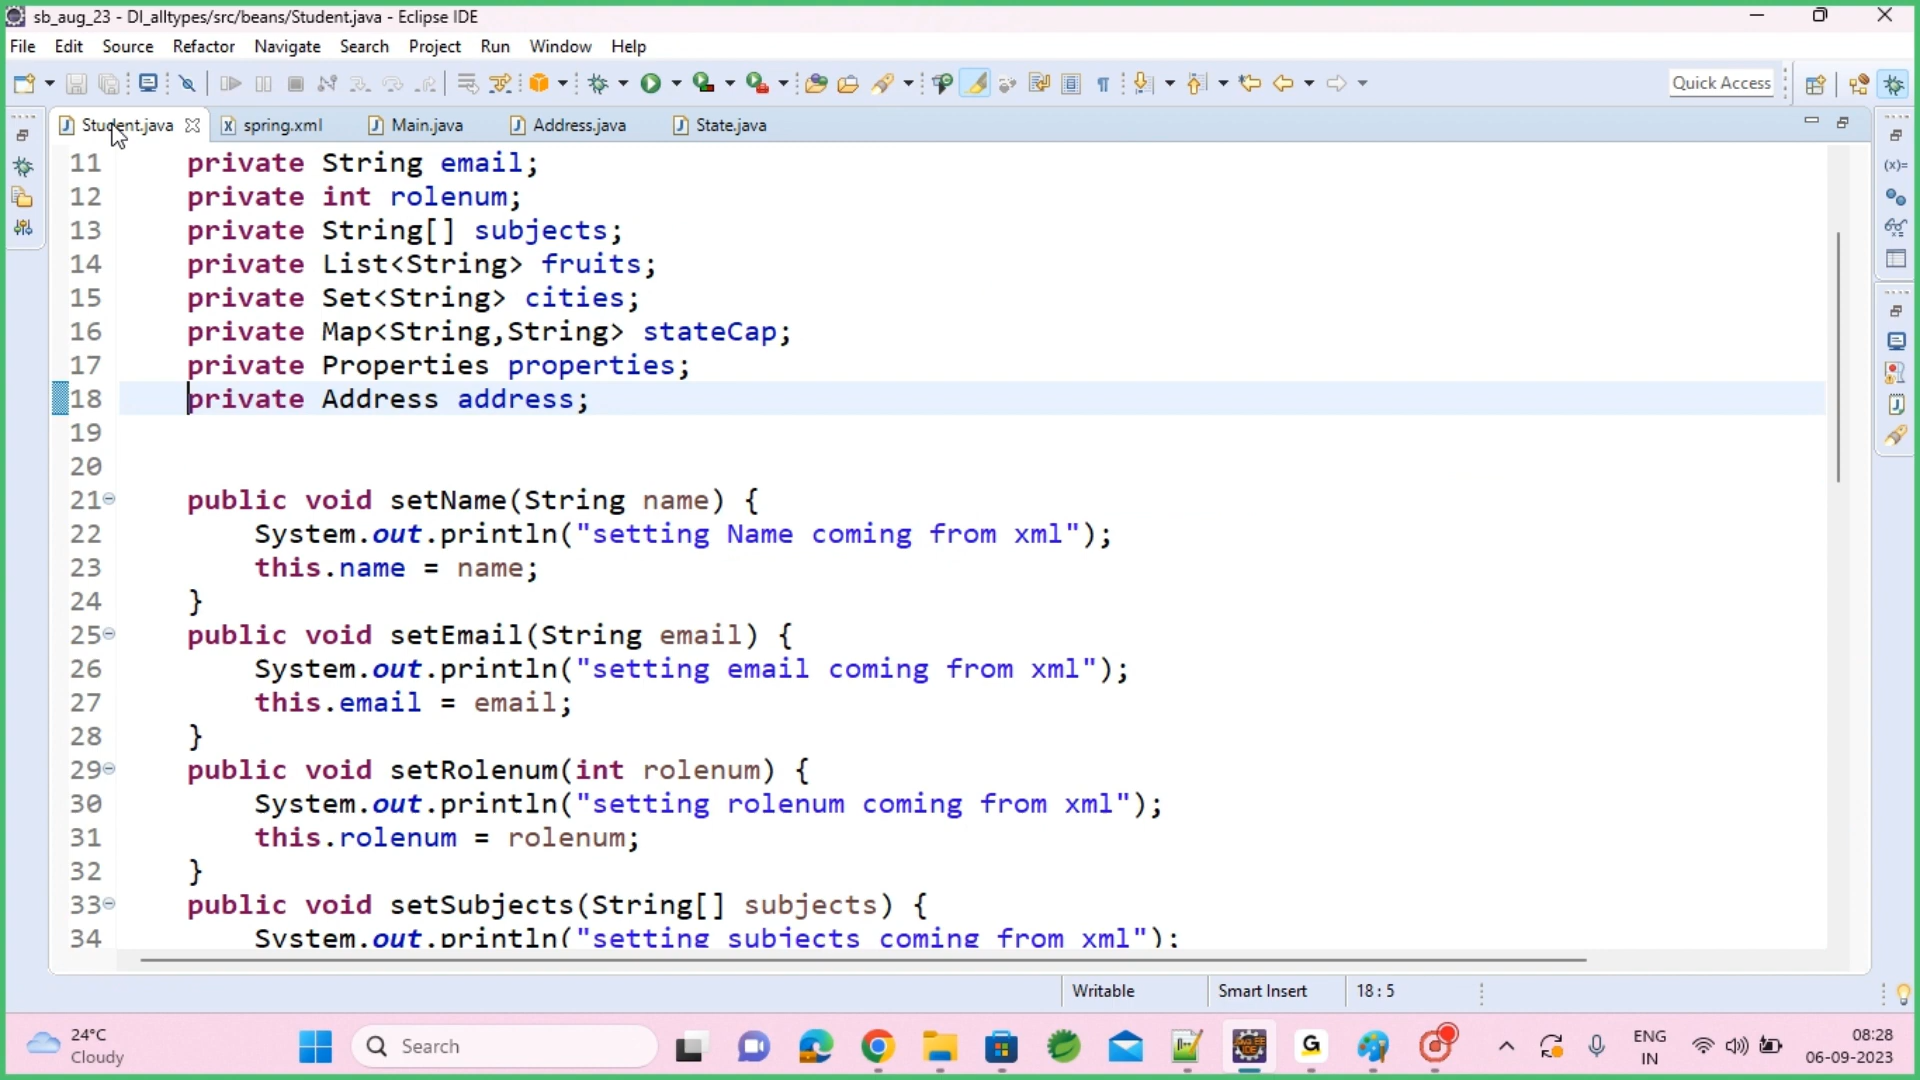 sb_aug_23 - DI_alltypes/src/beans/Student.java - Eclipse IDE
File Edit Source Refactor Navigate Search Project Run Window Help
Quick Access
Student.java spring.xml Main.java Address.java State.java
11 private String email;
12 private int rolenum;
13 private String[] subjects;
14 private List<String> fruits;
15 private Set<String> cities;
16 private Map<String,String> stateCap;
17 private Properties properties;
18 private Address address;
19
20
21 public void setName(String name) {
22 System.out.println("setting Name coming from xml");
23 this.name = name;
24 }
25 public void setEmail(String email) {
26 System.out.println("setting email coming from xml");
27 this.email = email;
28 }
29 public void setRolenum(int rolenum) {
30 System.out.println("setting rolenum coming from xml");
31 this.rolenum = rolenum;
32 }
33 public void setSubjects(String[] subjects) {
34 System.out.println("setting subjects coming from xml");
Writable Smart Insert 18 : 5
24°C
Cloudy
Search
ENG
IN
08:28
06-09-2023